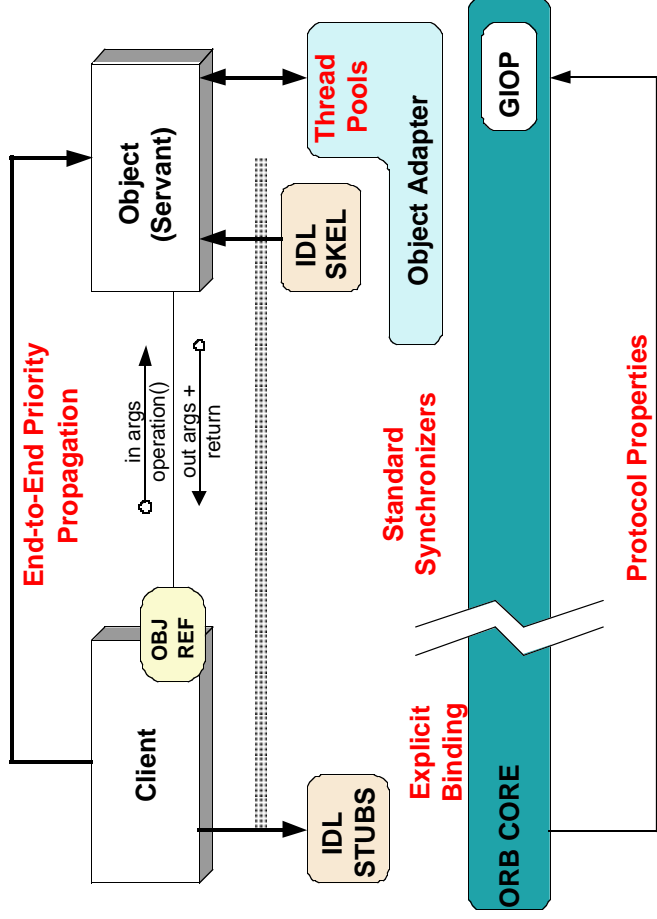 End-to-End Priority
Propagation
Client
OBJ
REF
in args
operation()
out args +
return
Object
(Servant)
IDL
STUBS
IDL
SKEL
Thread
Pools
Object Adapter
Explicit
Binding
Standard
Synchronizers
ORB CORE
GIOP
Protocol Properties